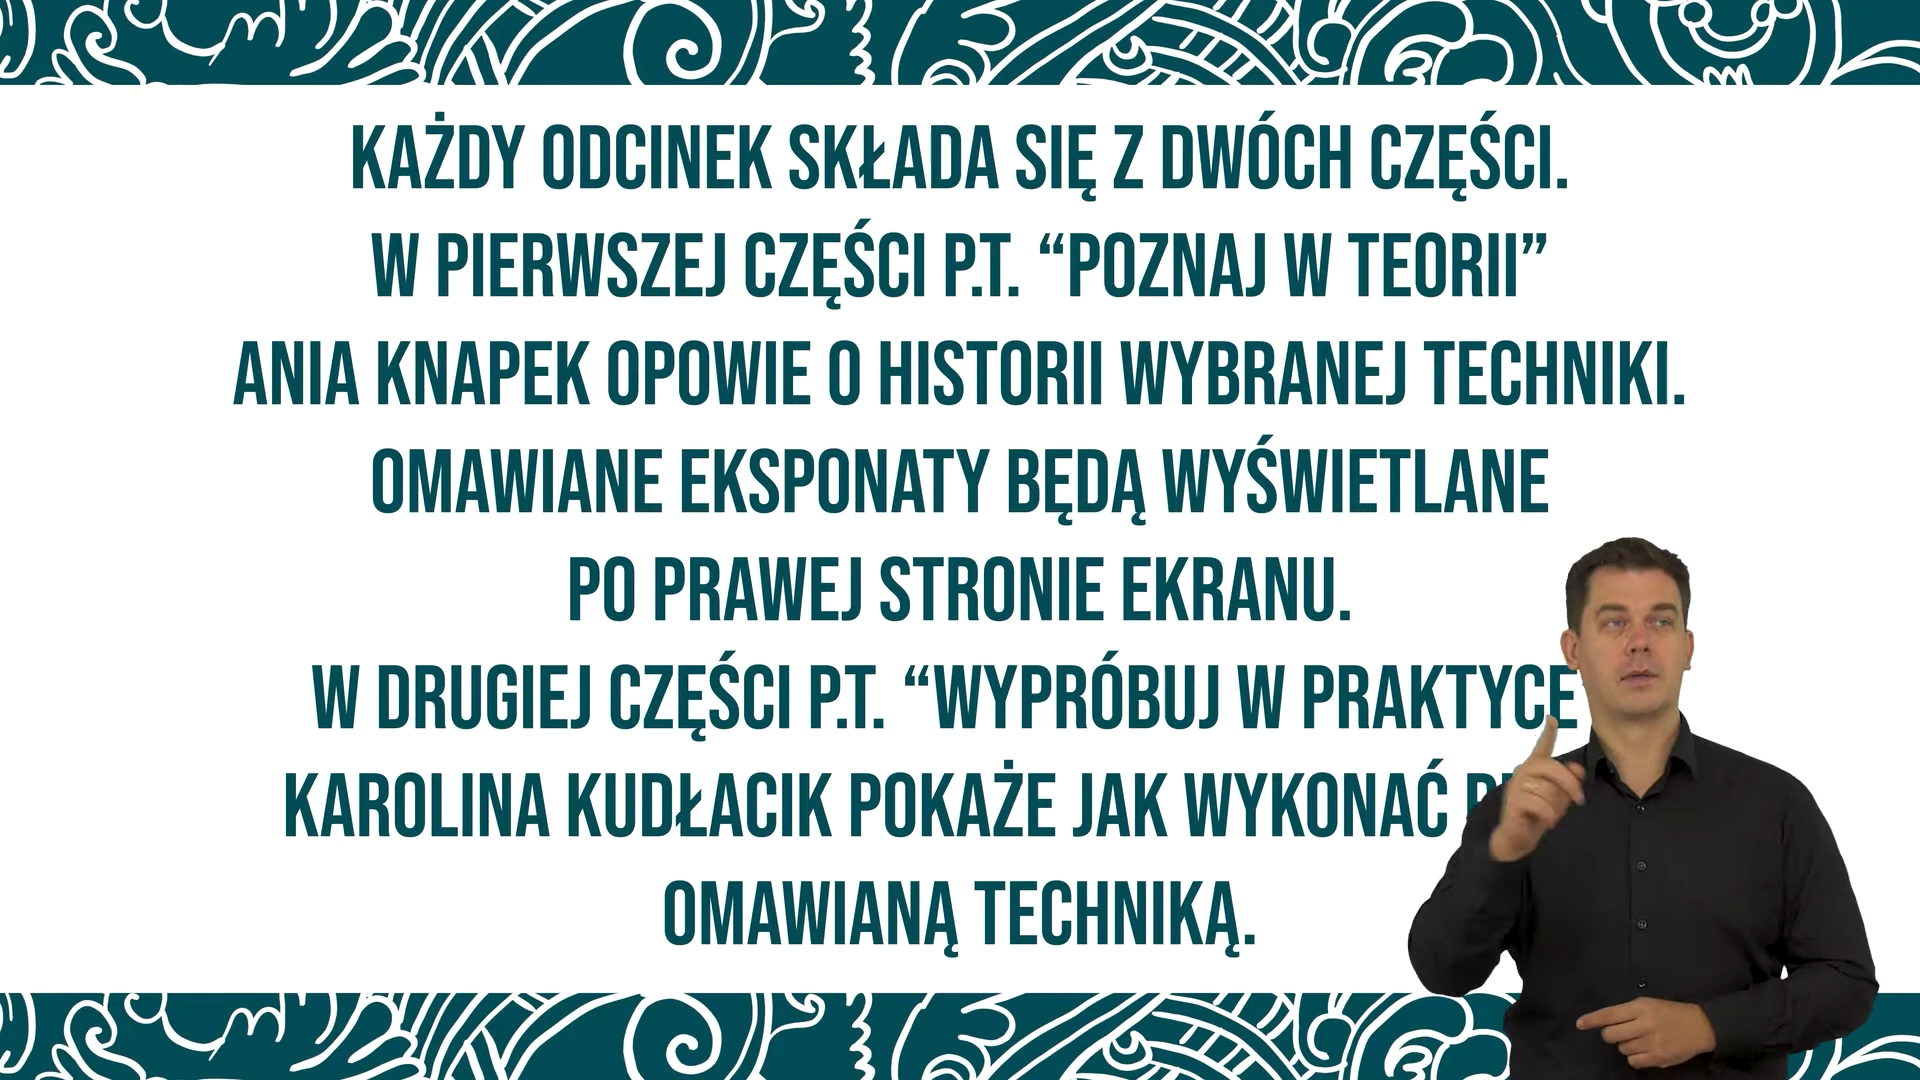 KAŻDY ODCINEK SKŁADA SIĘ Z DWÓCH CZĘŚCI.
W PIERWSZEJ CZĘŚCI P.T. “POZNAJ W TEORII”
ANIA KNAPEK OPOWIE O HISTORII WYBRANEJ TECHNIKI.
OMAWIANE EKSPONATY BĘDĄ WYŚWIETLANE
PO PRAWEJ STRONIE EKRANU.
W DRUGIEJ CZĘŚCI P.T. “WYPRÓBUJ W PRAKTYCE
KAROLINA KUDŁACIK POKAŻE JAK WYKONAĆ
OMAWIANĄ TECHNIKĄ.